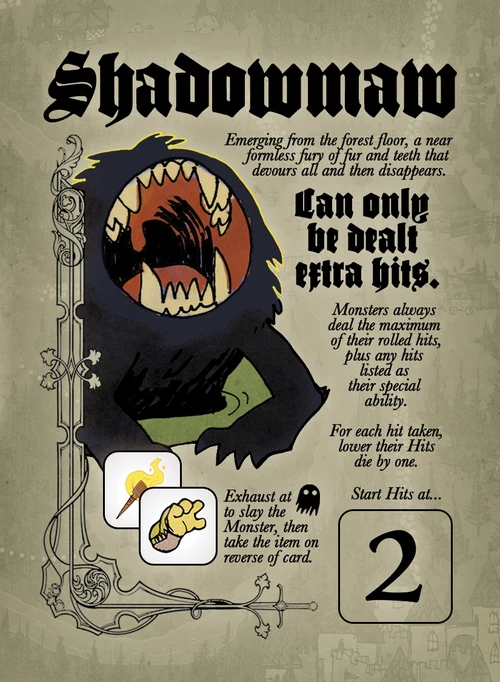 Shadowmaw
Emerging from the forest floor, a near
formless fury of fur and teeth that
devours all and then disappears.
Can only
be dealt
extra hits.
Monsters always
deal the maximum
of their rolled hits,
plus any hits
listed as
their special
ability.
For each hit taken,
lower their Hits
die by one.
Exhaust at
to slay the
Monster, then
take the item on
reverse of card.
Start Hits at...
2